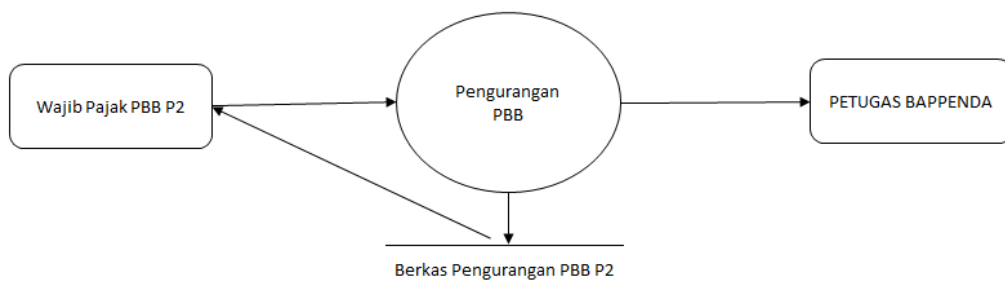 Wajib Pajak PBB P2
Pengurangan
PBB
PETUGAS BAPPENDA
Berkas Pengurangan PBB P2